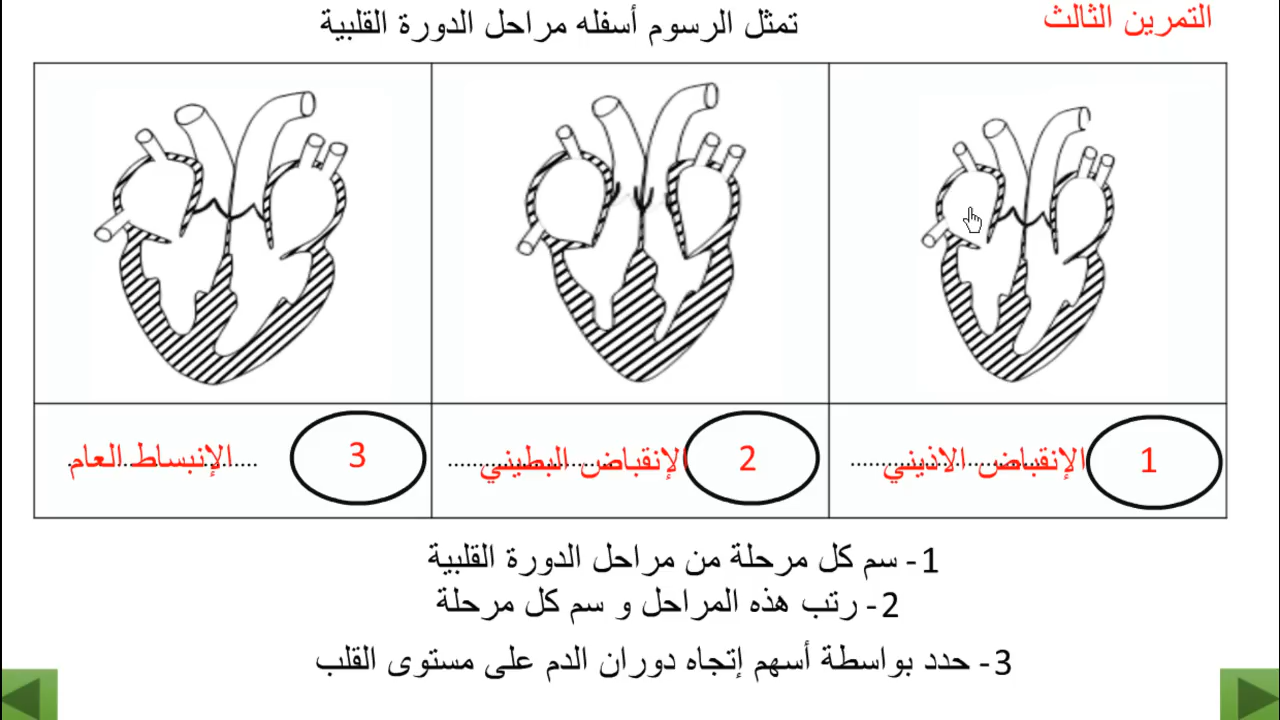 التمرين الثالث
تمثل الرسوم أسفله مراحل الدورة القلبية
1 الإنقباض الاذيني
2 الإنقباض البطيني
3 الإنبساط العام
1- سم كل مرحلة من مراحل الدورة القلبية
2- رتب هذه المراحل و سم كل مرحلة
3- حدد بواسطة أسهم إتجاه دوران الدم على مستوى القلب